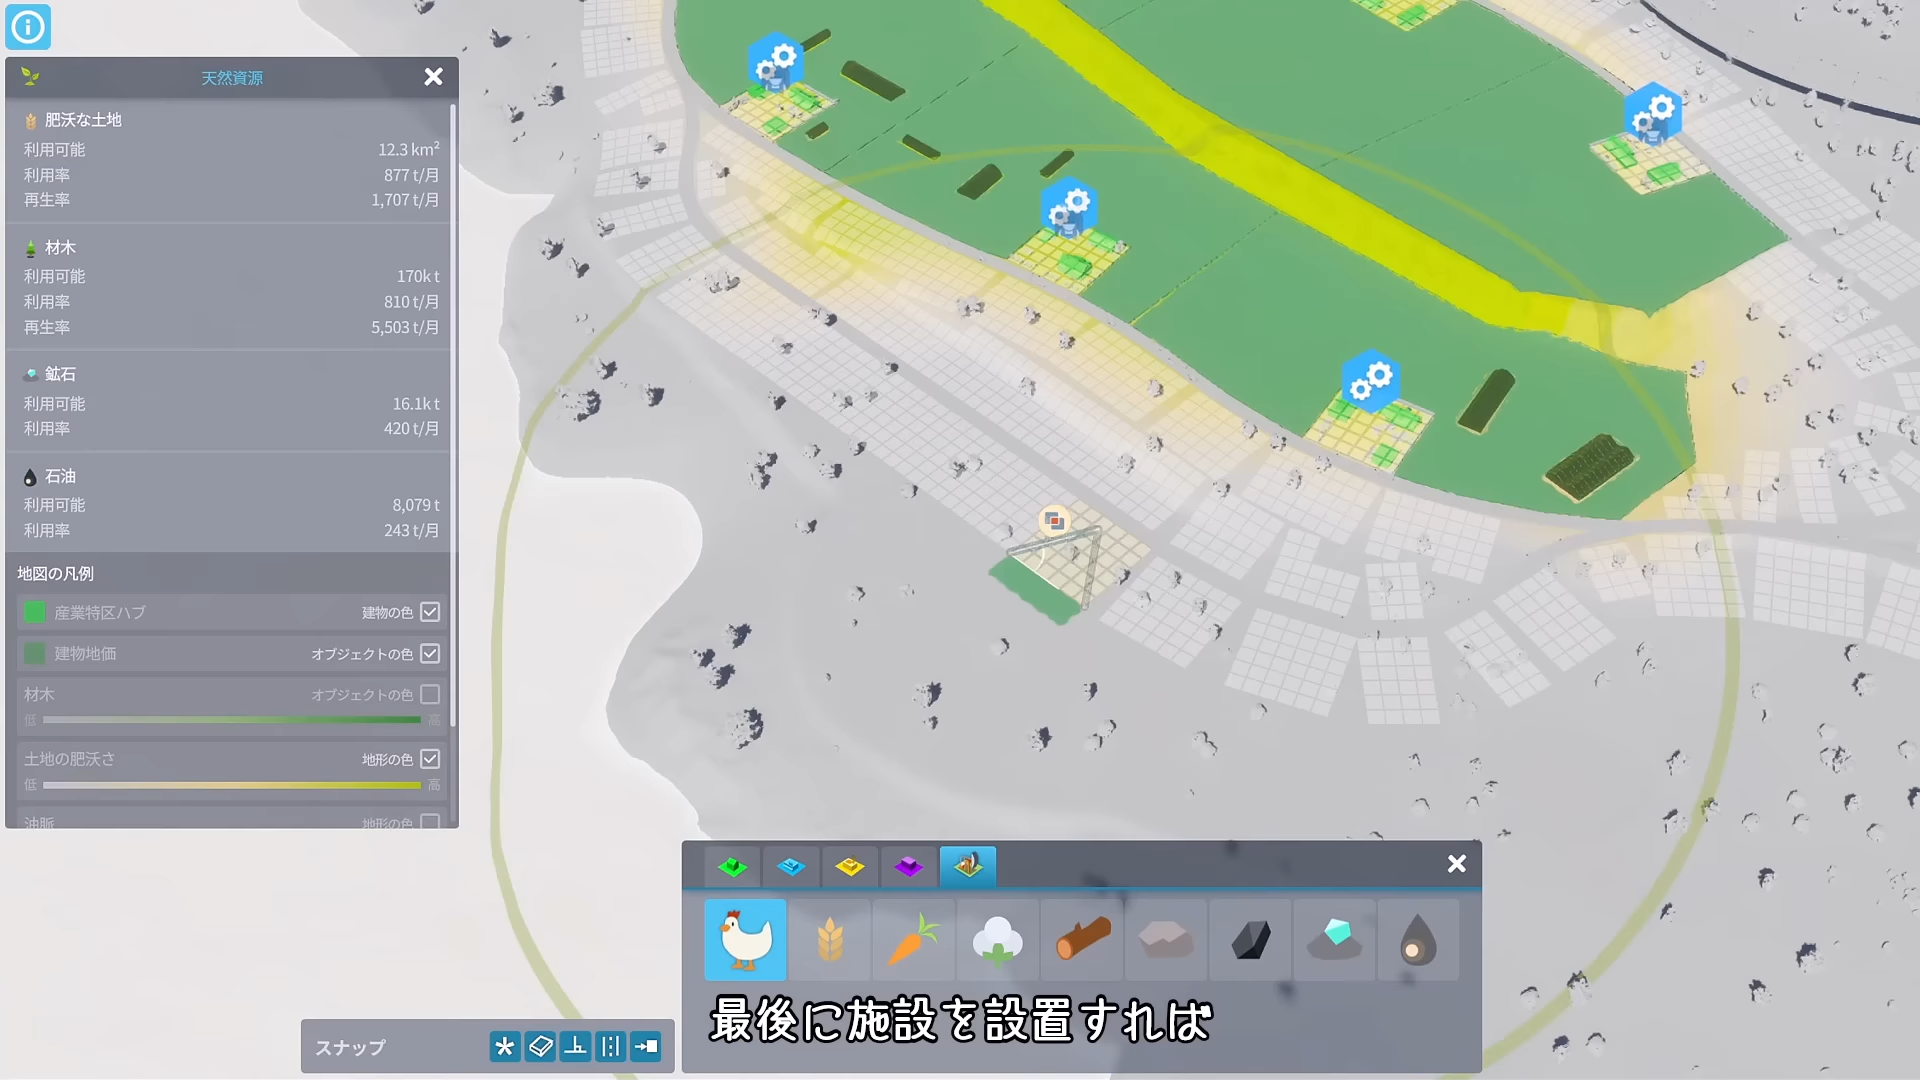 天然資源
肥沃な土地
利用可能 12.3 km²
利用率 877 t/月
再生率 1,707 t/月
材木
利用可能 170k t
利用率 810 t/月
再生率 5,503 t/月
鉱石
利用可能 16.1k t
利用率 420 t/月
石油
利用可能 8,079 t
利用率 243 t/月
地図の凡例
産業特区ハブ 建物の色
建物地価 オブジェクトの色
材木 オブジェクトの色
低 高
土地の肥沃さ 地形の色
低 高
油脈 地形の色
スナップ
最後に施設を設置すれば